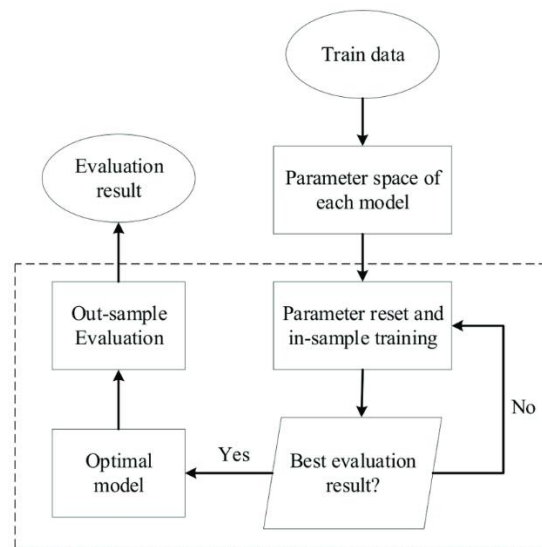 Train data
Evaluation
result
Parameter space of
each model
Out-sample
Evaluation
Parameter reset and
in-sample training
No
Yes
Optimal
model
Best evaluation
result?